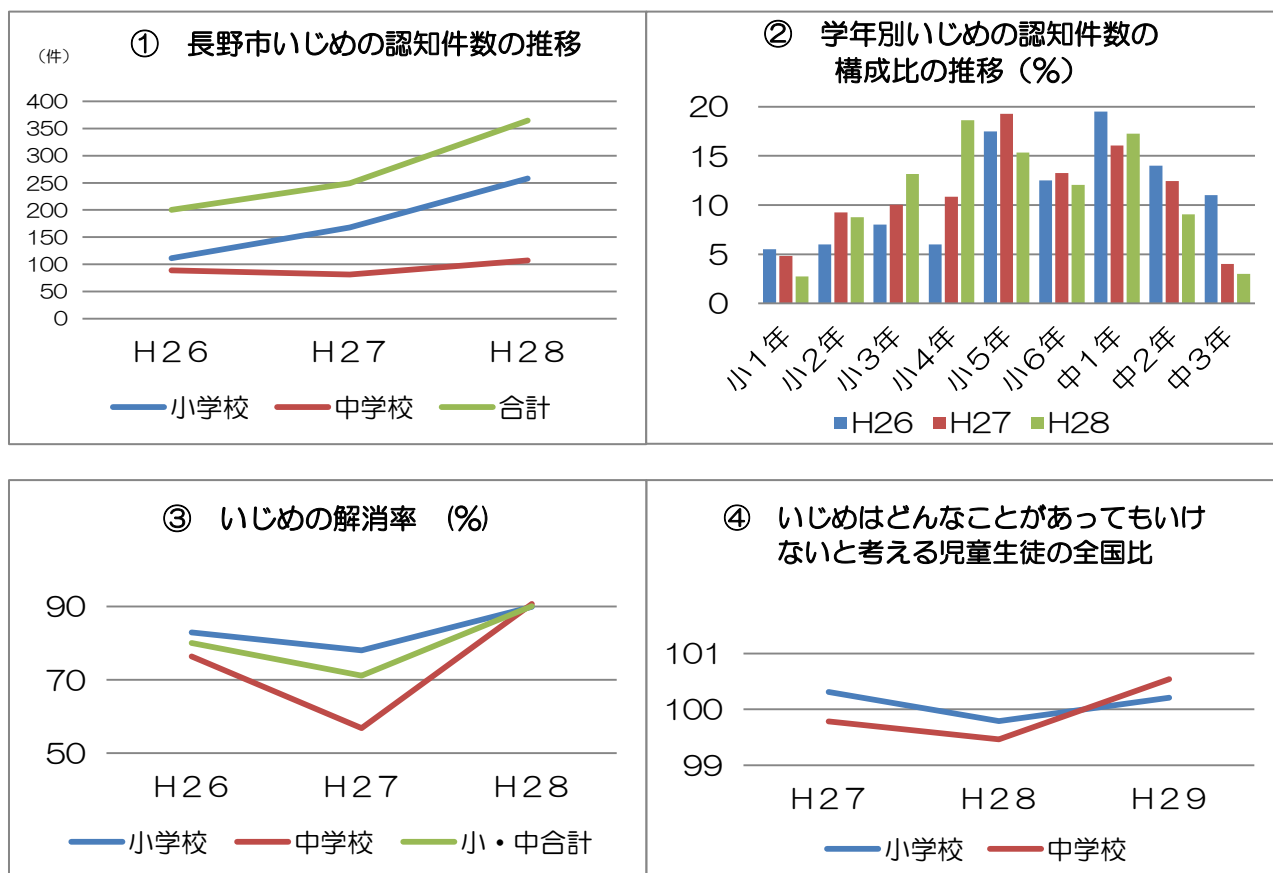 ① 長野市いじめの認知件数の推移
（件）
400
350
300
250
200
150
100
50
0
Ｈ２６ Ｈ２７ Ｈ２８
小学校 中学校 合計
② 学年別いじめの認知件数の
構成比の推移（％）
20
15
10
5
0
小１年 小２年 小３年 小４年 小５年 小６年 中１年 中２年 中３年
H26 H27 H28
③ いじめの解消率 (％)
90
70
50
Ｈ２６ Ｈ２７ Ｈ２８
小学校 中学校 小・中合計
④ いじめはどんなことがあってもいけ
ないと考える児童生徒の全国比
101
100
99
Ｈ２７ Ｈ２８ Ｈ２９
小学校 中学校